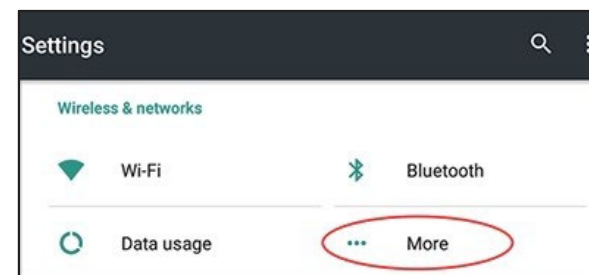 Settings
Wireless & networks
Wi-Fi Bluetooth
Data usage More